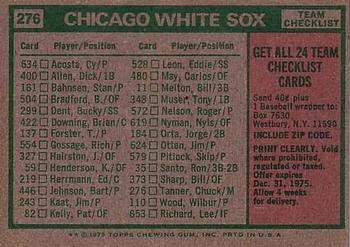 276
CHICAGO WHITE SOX
TEAM CHECKLIST
Card Player/Position
634 Acosta, Cy/P
400 Allen, Dick/1B
161 Bahnsen, Stan/P
504 Bradford, B./OF
299 Dent, Bucky/SS
422 Downing, Brian/C
137 Forster, T./P
554 Gossage, Rich/P
327 Hairston, J./OF
59 Henderson, K./OF
219 Hermann, Ed/C
446 Johnson, Bart/P
243 Kaat, Jim/P
82 Kelly, Pat/OF
Card Player/Position
528 Leon, Eddie/SS
480 May, Carlos/OF
11 Melton, Bill/3B
348 Muser, Tony/1B
572 Nelson, Roger/P
619 Nyman, Nyls/OF
184 Orta, Jorge/2B
624 Otten, Jim/P
579 Pitlock, Skip/P
35 Santo, Ron/3B-2B
373 Sharp, Bill/OF
276 Tanner, Chuck/M
110 Wood, Wilbur/P
653 Richard, Lee/IF
GET ALL 24 TEAM
CHECKLIST
CARDS
Send 40¢ plus
1 Baseball wrapper to:
Box 7630
Westbury, N.Y. 11590
INCLUDE ZIP CODE.
PRINT CLEARLY. Void
where prohibited,
regulated or taxed.
Offer expires
Dec. 31, 1975.
Allow 4 weeks
for delivery.
** © 1975 TOPPS CHEWING GUM, INC. PRTD IN U.S.A.